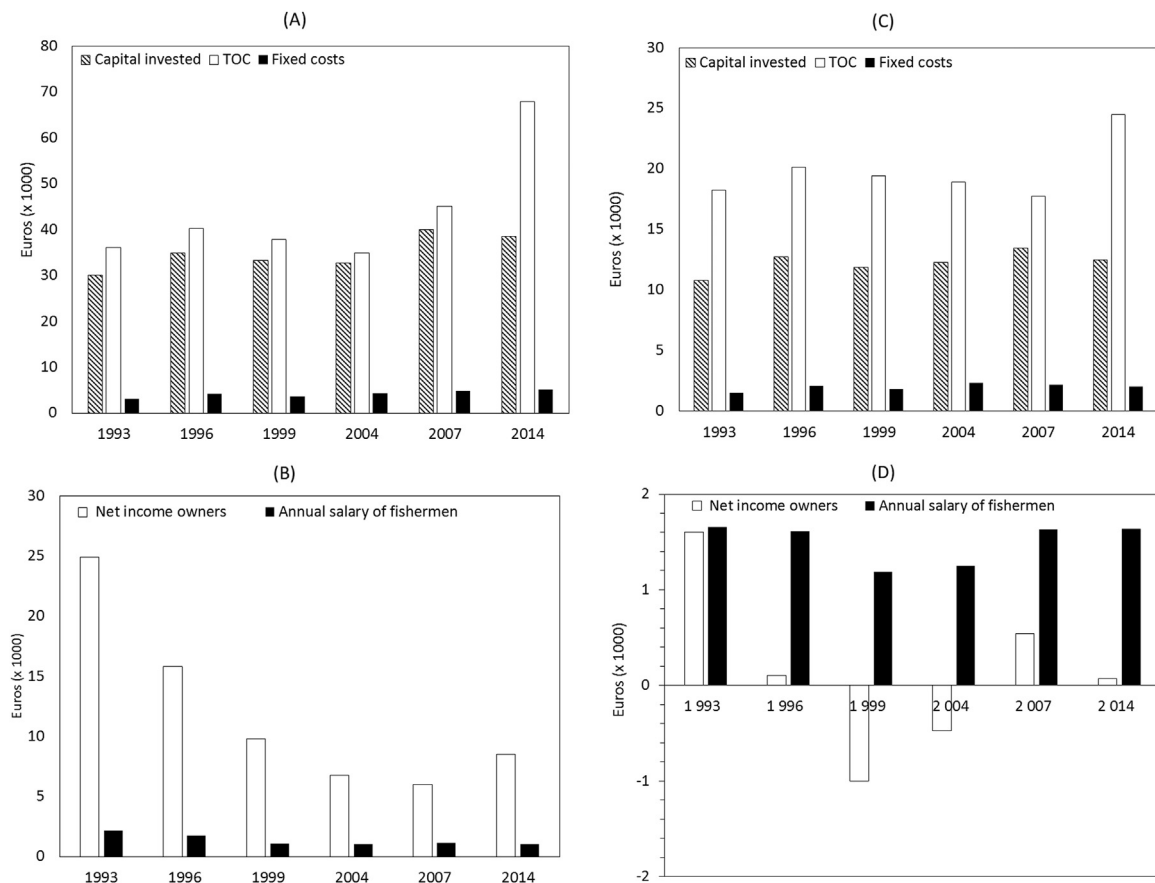 (A)
80
70
60
50
40
30
20
10
0
Euros (x 1000)
Capital invested TOC Fixed costs
1993 1996 1999 2004 2007 2014
(C)
30
25
20
15
10
5
0
Euros (x 1000)
Capital invested TOC Fixed costs
1993 1996 1999 2004 2007 2014
(B)
30
25
20
15
10
5
0
Euros (x 1000)
Net income owners Annual salary of fishermen
1993 1996 1999 2004 2007 2014
(D)
2
1
0
-1
-2
Euros (x 1000)
Net income owners Annual salary of fishermen
1 993 1 996 1 999 2 004 2 007 2 014